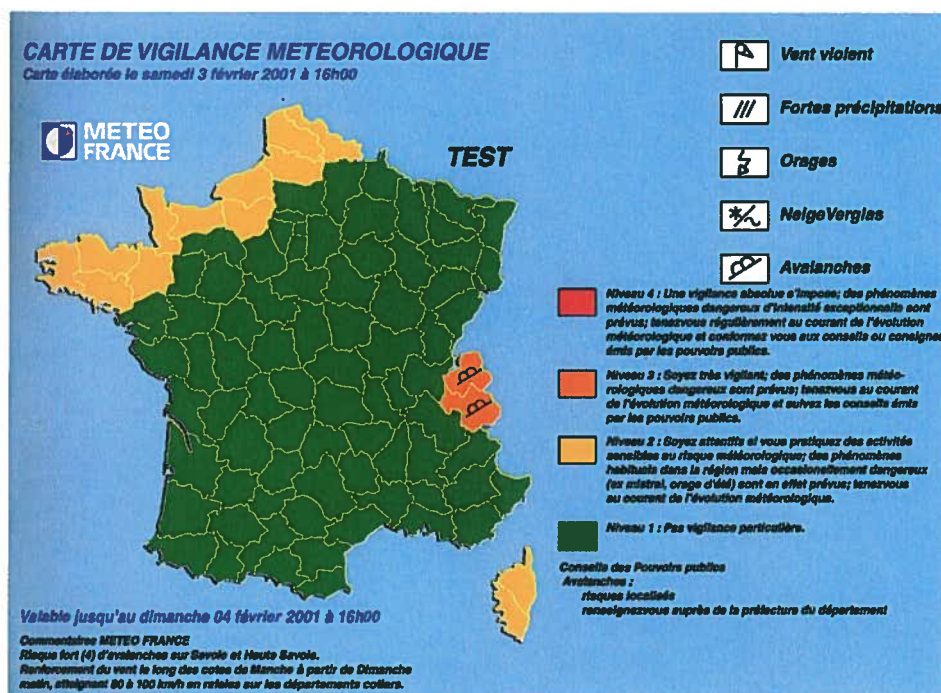 CARTE DE VIGILANCE METEOROLOGIQUE
Carte élaborée le samedi 3 février 2001 à 16h00
METEO
FRANCE
TEST
Vent violent
Fortes précipitations
Orages
NeigeVerglas
Avalanches
Niveau 4 : Une vigilance absolue s'impose; des phénomènes
météorologiques dangereux d'intensité exceptionnelle sont
prévus; tenezvous régulièrement au courant de l'évolution
météorologique et conformez vous aux conseils ou consignes
émis par les pouvoirs publics.
Niveau 3 : Soyez très vigilant; des phénomènes météo-
rologiques dangereux sont prévus; tenezvous au courant
de l'évolution météorologique et suivez les conseils émis
par les pouvoirs publics.
Niveau 2 : Soyez attentifs si vous pratiquez des activités
sensibles au risque météorologique; des phénomènes
habituels dans la région mais occasionellement dangereux
(ex mistral, orage d'été) sont en effet prévus; tenezvous
au courant de l'évolution météorologique.
Niveau 1 : Pas vigilance particulière.
Conseils des Pouvoirs publics
Avalanches :
risques localisés
renseignezvous auprès de la préfecture du département
Valable jusqu'au dimanche 04 février 2001 à 16h00
Commentaires METEO FRANCE
Risque fort (4) d'avalanches sur Savoie et Haute Savoie.
Renforcement du vent le long des cotes de Manche à partir de Dimanche
matin, atteignant 80 à 100 km/h en rafales sur les départements cotiers.